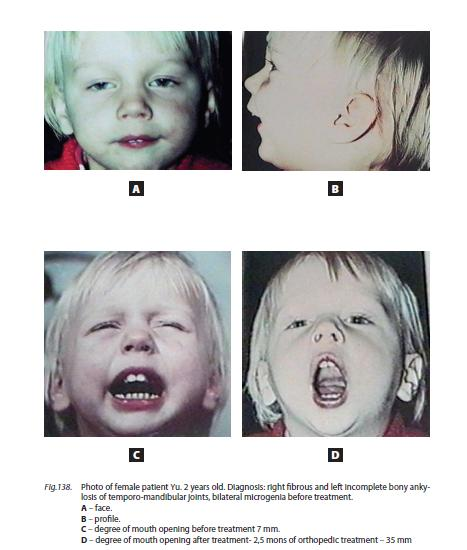 A
B
C
D
Fig.138. Photo of female patient Yu. 2 years old. Diagnosis: right fibrous and left incomplete bony anky-
losis of temporo-mandibular joints, bilateral microgenia before treatment.
A – face.
B – profile.
C – degree of mouth opening before treatment 7 mm.
D – degree of mouth opening after treatment- 2,5 mons of orthopedic treatment – 35 mm